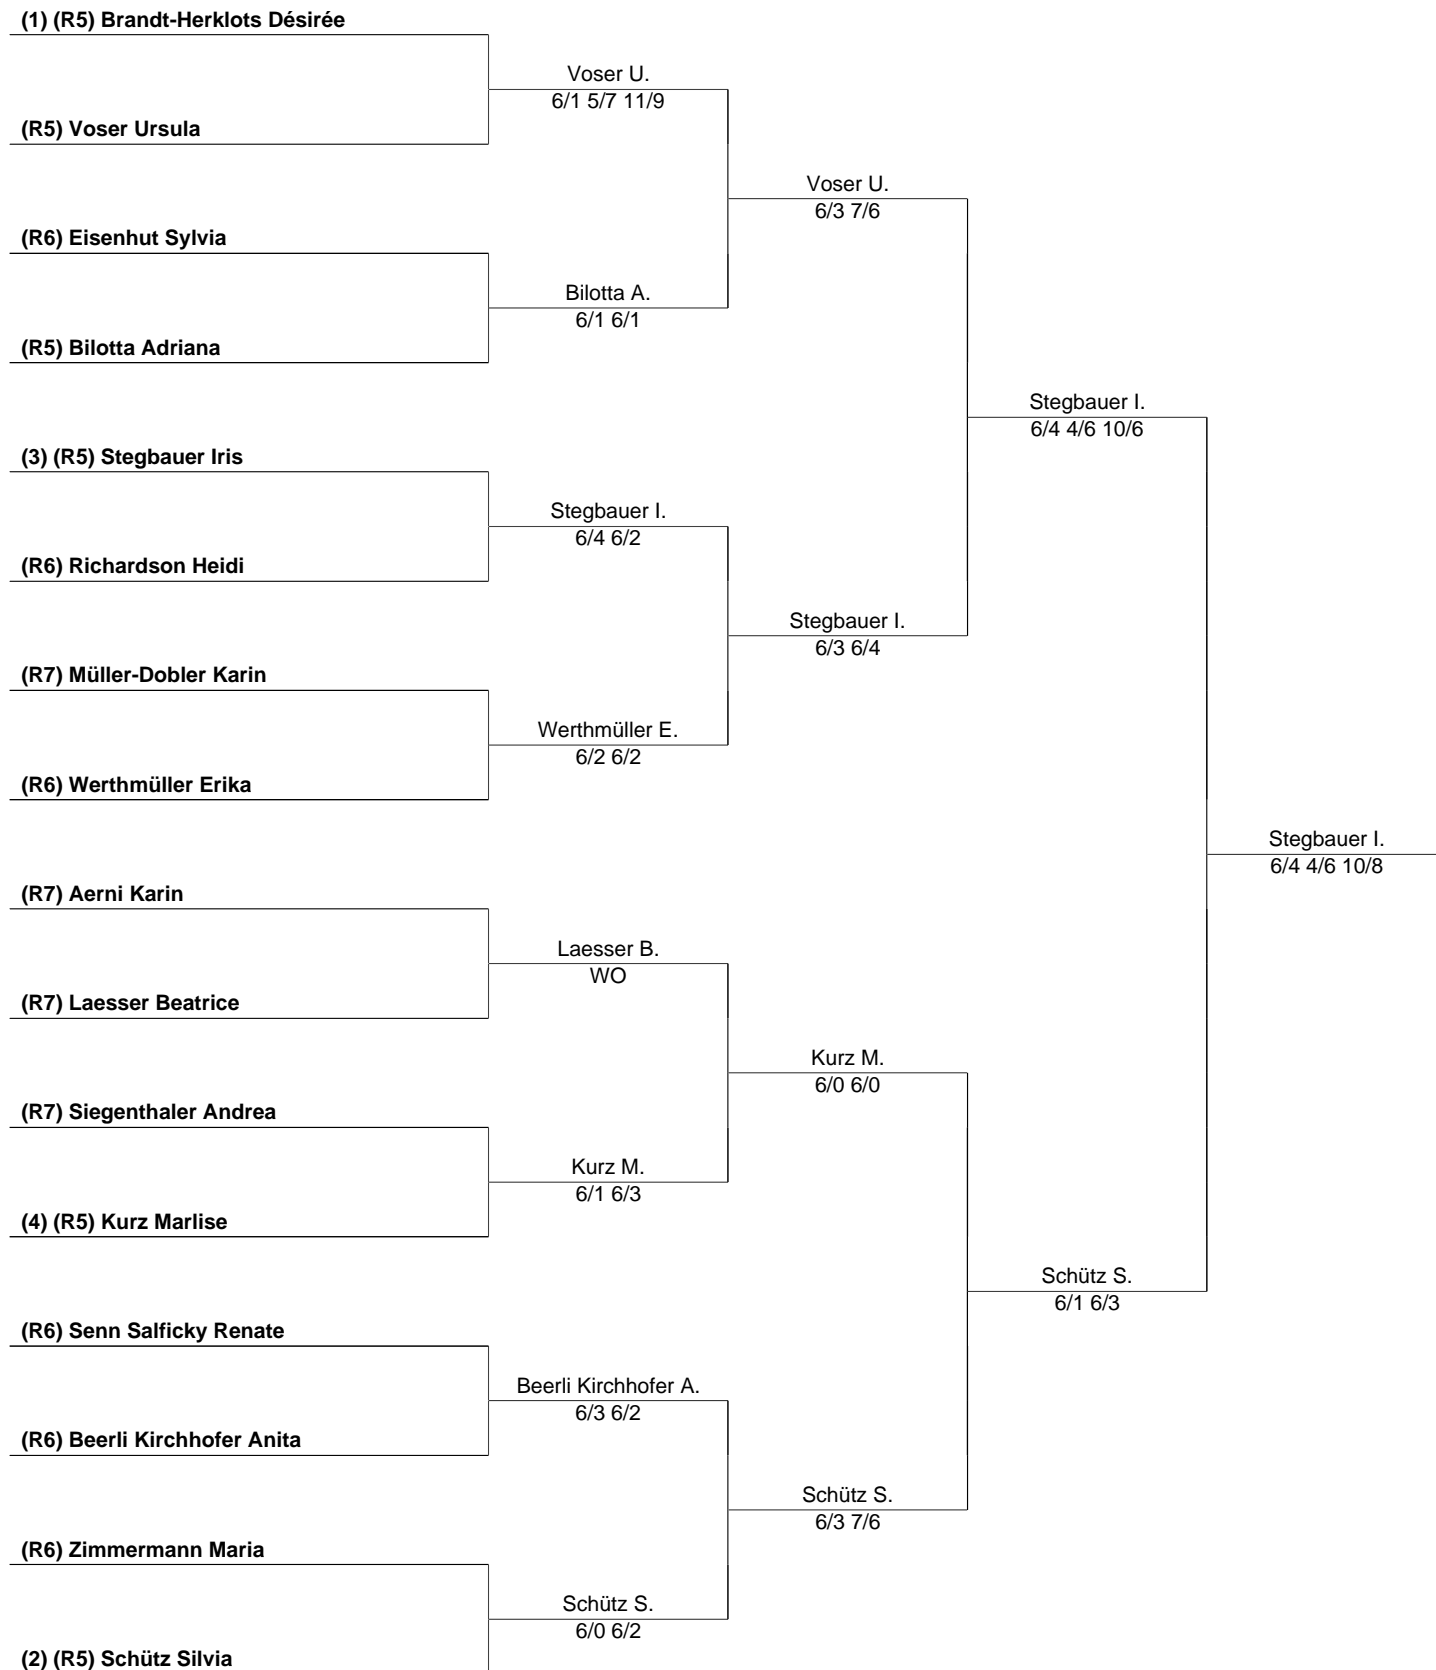 (1) (R5) Brandt-Herklots Désirée
Voser U.
6/1 5/7 11/9
(R5) Voser Ursula
Voser U.
6/3 7/6
(R6) Eisenhut Sylvia
Bilotta A.
6/1 6/1
(R5) Bilotta Adriana
Stegbauer I.
6/4 4/6 10/6
(3) (R5) Stegbauer Iris
Stegbauer I.
6/4 6/2
(R6) Richardson Heidi
Stegbauer I.
6/3 6/4
(R7) Müller-Dobler Karin
Werthmüller E.
6/2 6/2
(R6) Werthmüller Erika
Stegbauer I.
6/4 4/6 10/8
(R7) Aerni Karin
Laesser B.
WO
(R7) Laesser Beatrice
Kurz M.
6/0 6/0
(R7) Siegenthaler Andrea
Kurz M.
6/1 6/3
(4) (R5) Kurz Marlise
Schütz S.
6/1 6/3
(R6) Senn Salficky Renate
Beerli Kirchhofer A.
6/3 6/2
(R6) Beerli Kirchhofer Anita
Schütz S.
6/3 7/6
(R6) Zimmermann Maria
Schütz S.
6/0 6/2
(2) (R5) Schütz Silvia